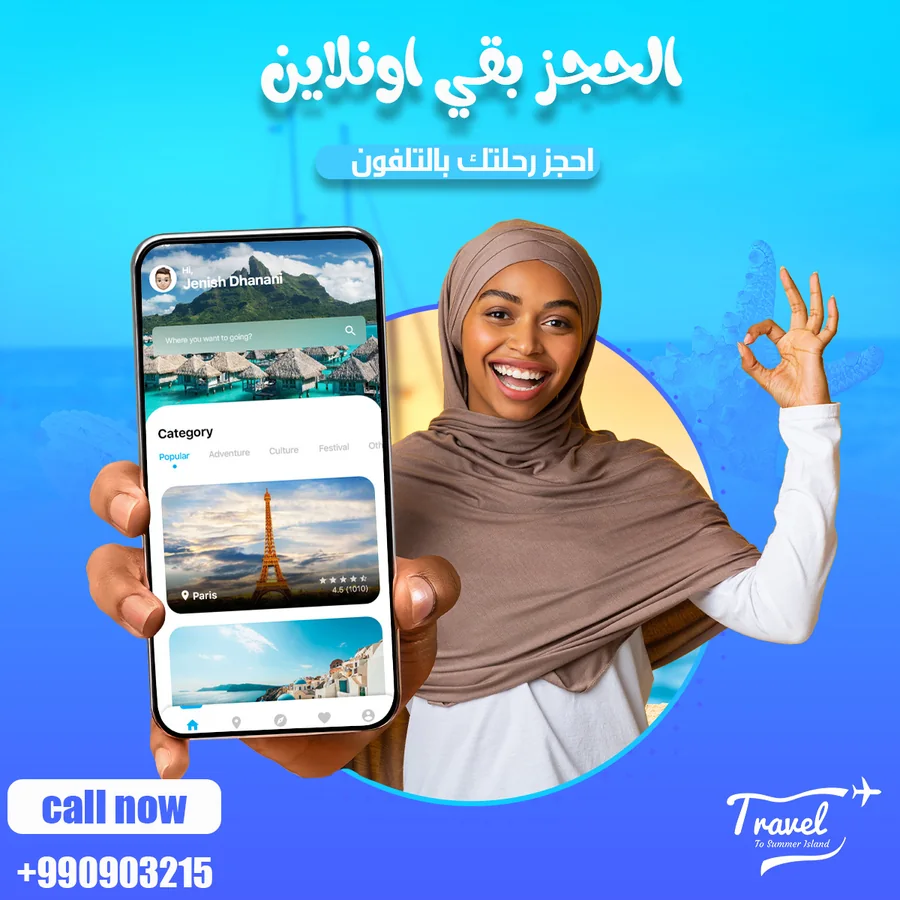 الحجز بقي اونلاين
احجز رحلتك بالتلفون
Hi,
Jenish Dhanani
Where you want to going?
Category
Popular Adventure Culture Festival Oth
Paris
4.5 (1010)
call now
+990903215
Travel
To Summer Island